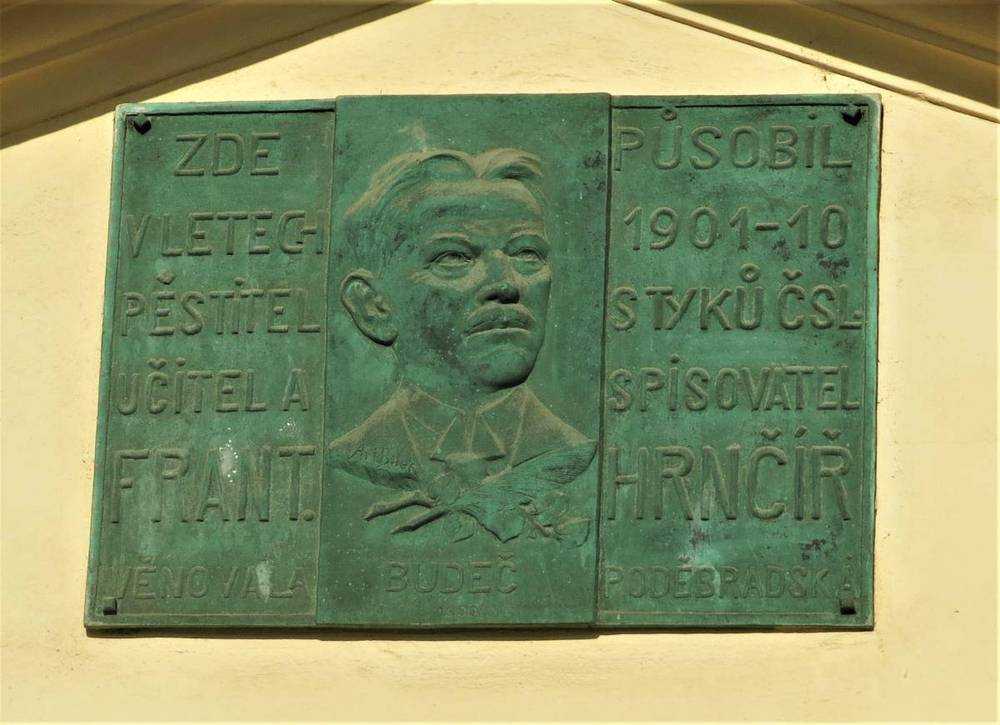 ZDE PŮSOBIL
V LETECH 1901-10
PĚSTITEL STYKŮ ČSL.
UČITEL A SPISOVATEL
FRANT. HRNČÍŘ
VĚNOVALA BUDEČ PODĚBRADSKÁ